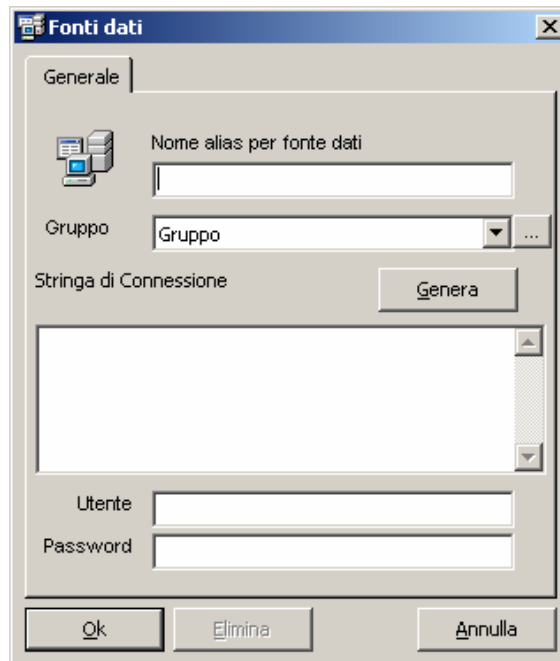 Fonti dati
Generale
Nome alias per fonte dati
Gruppo
Gruppo
...
Stringa di Connessione
Genera
Utente
Password
Ok
Elimina
Annulla